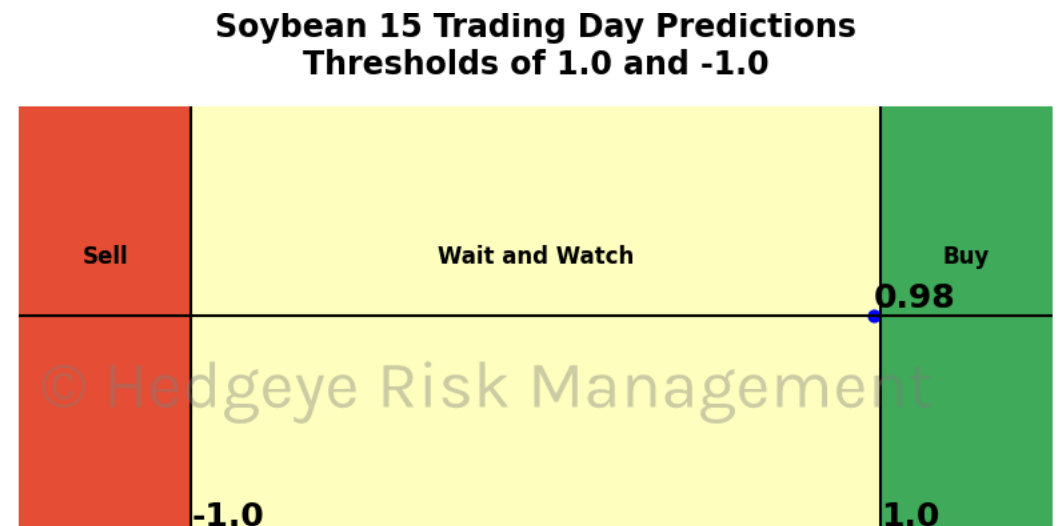 Soybean 15 Trading Day Predictions
Thresholds of 1.0 and -1.0
Sell
Wait and Watch
Buy
0.98
© Hedgeye Risk Management
-1.0
1.0